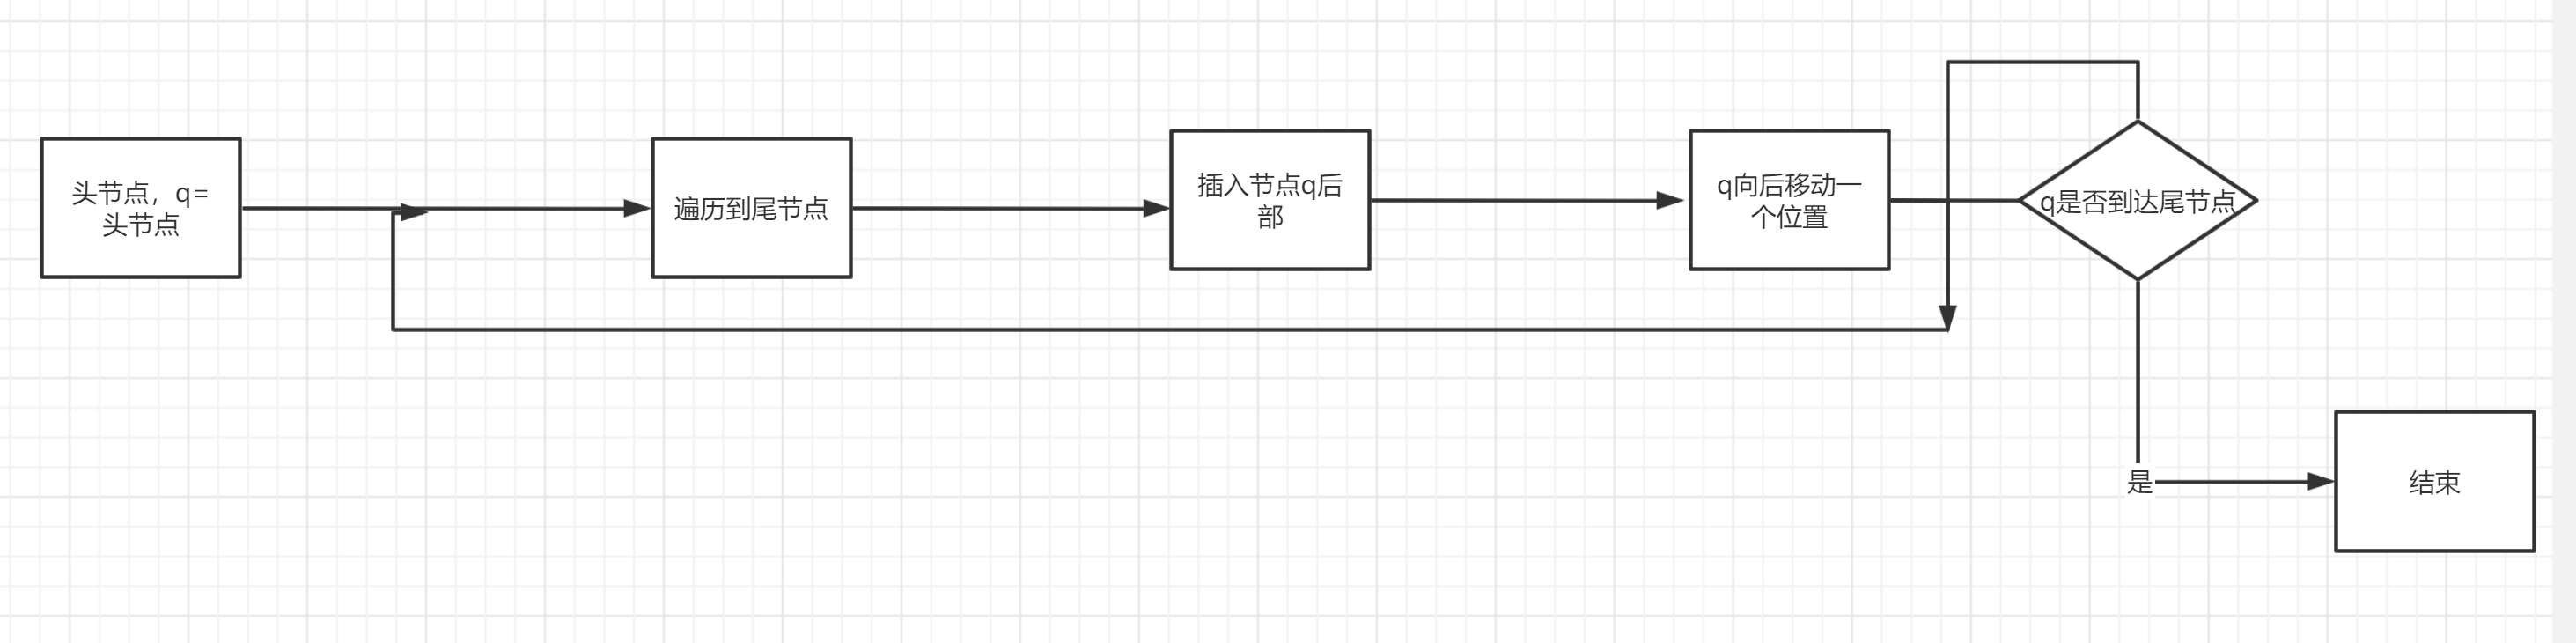 头节点，q=
头节点
遍历到尾节点
插入节点q后
部
q向后移动一
个位置
q是否到达尾节点
是
结束